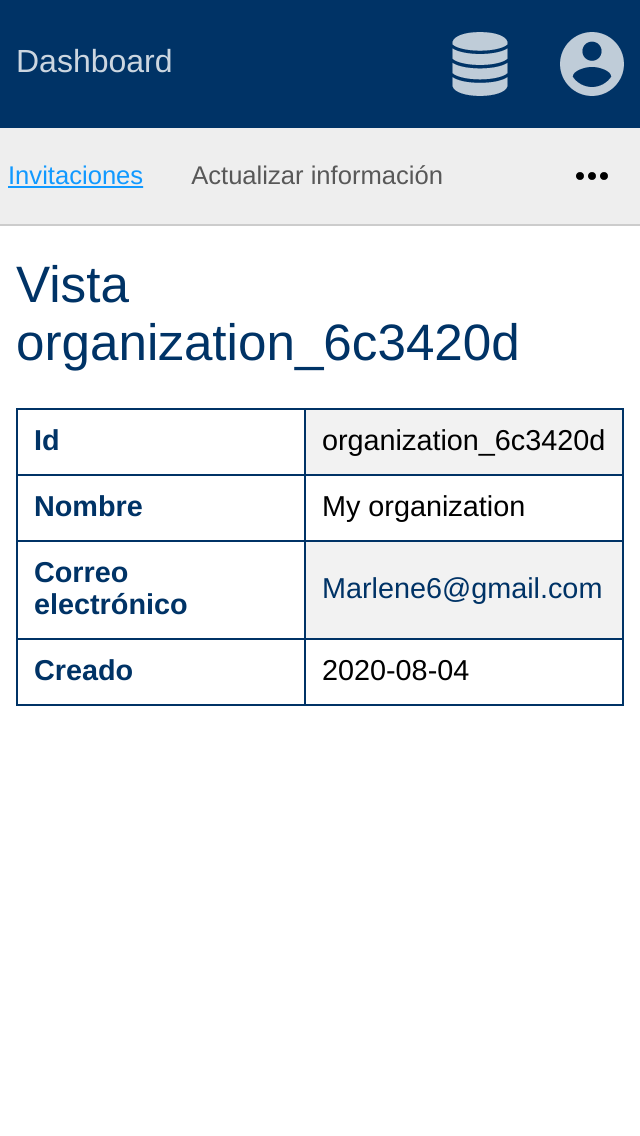 Dashboard
Invitaciones Actualizar información
Vista
organization_6c3420d
Id organization_6c3420d
Nombre My organization
Correo
electrónico Marlene6@gmail.com
Creado 2020-08-04